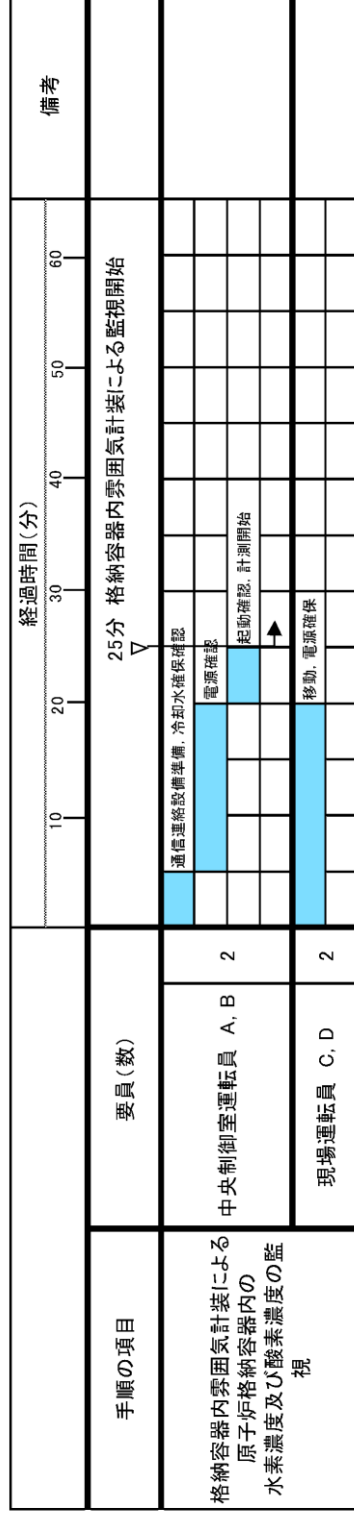 経過時間(分)
備考
10 20 30 40 50 60
手順の項目
要員(数)
25分 格納容器内雰囲気計装による監視開始
格納容器内雰囲気計装による
原子炉格納容器内の
水素濃度及び酸素濃度の監
視
中央制御室運転員 A, B
2
通信連絡設備準備, 冷却水確保確認
電源確認
起動確認, 計測開始
現場運転員 C, D
2
移動, 電源確保